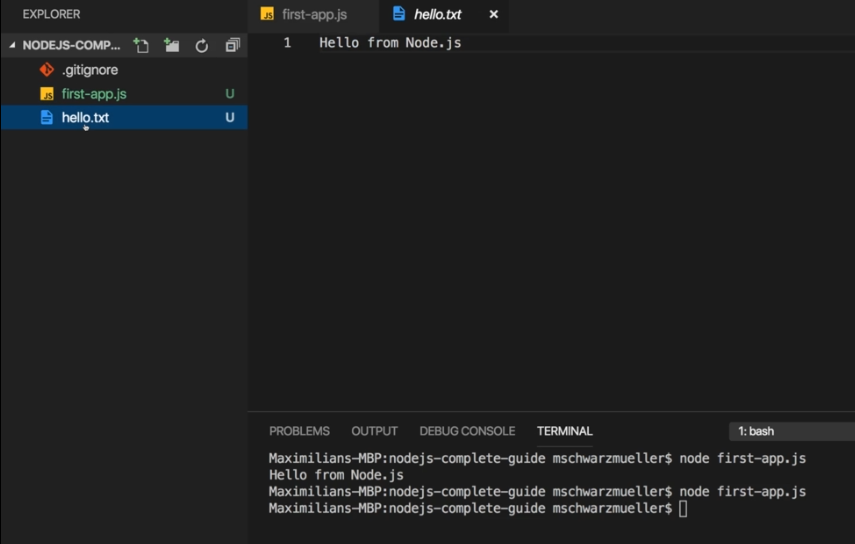 EXPLORER
first-app.js
hello.txt
NODEJS-COMP...
.gitignore
first-app.js U
hello.txt U
1 Hello from Node.js
PROBLEMS OUTPUT DEBUG CONSOLE TERMINAL 1: bash
Maximilians-MBP:nodejs-complete-guide mschwarzmueller$ node first-app.js
Hello from Node.js
Maximilians-MBP:nodejs-complete-guide mschwarzmueller$ node first-app.js
Maximilians-MBP:nodejs-complete-guide mschwarzmueller$